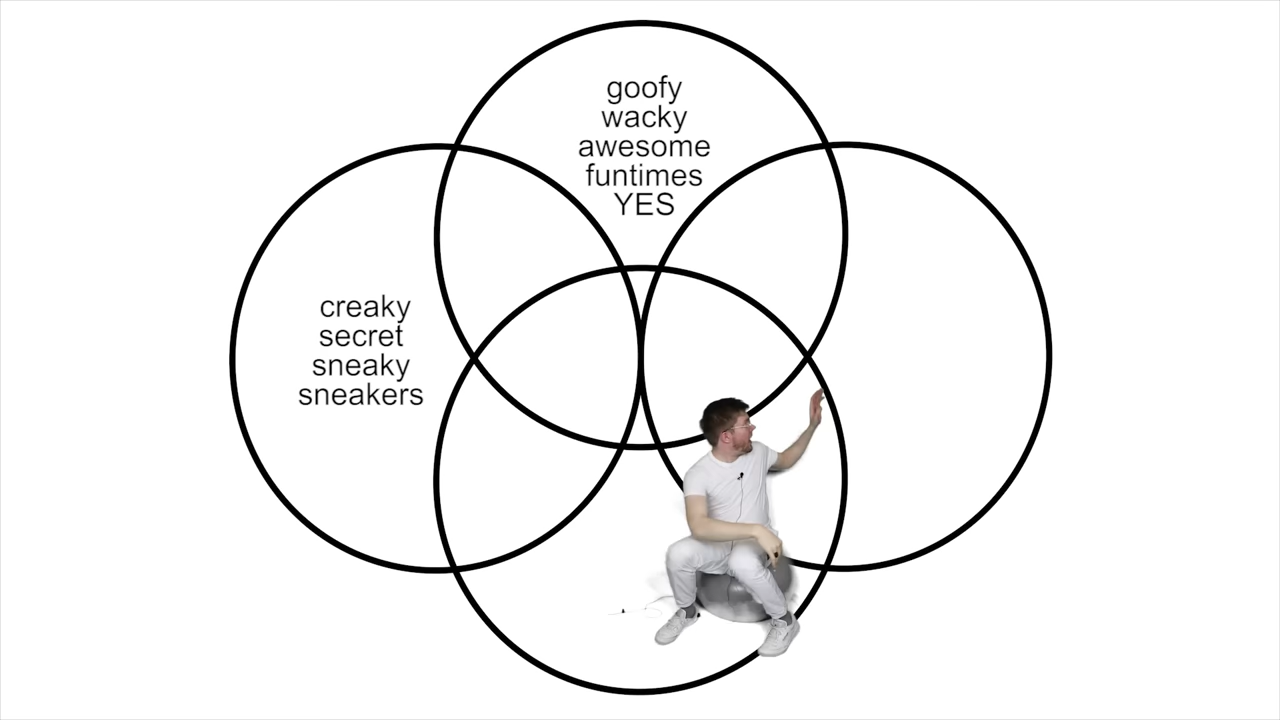 goofy
wacky
awesome
funtimes
YES
creaky
secret
sneaky
sneakers